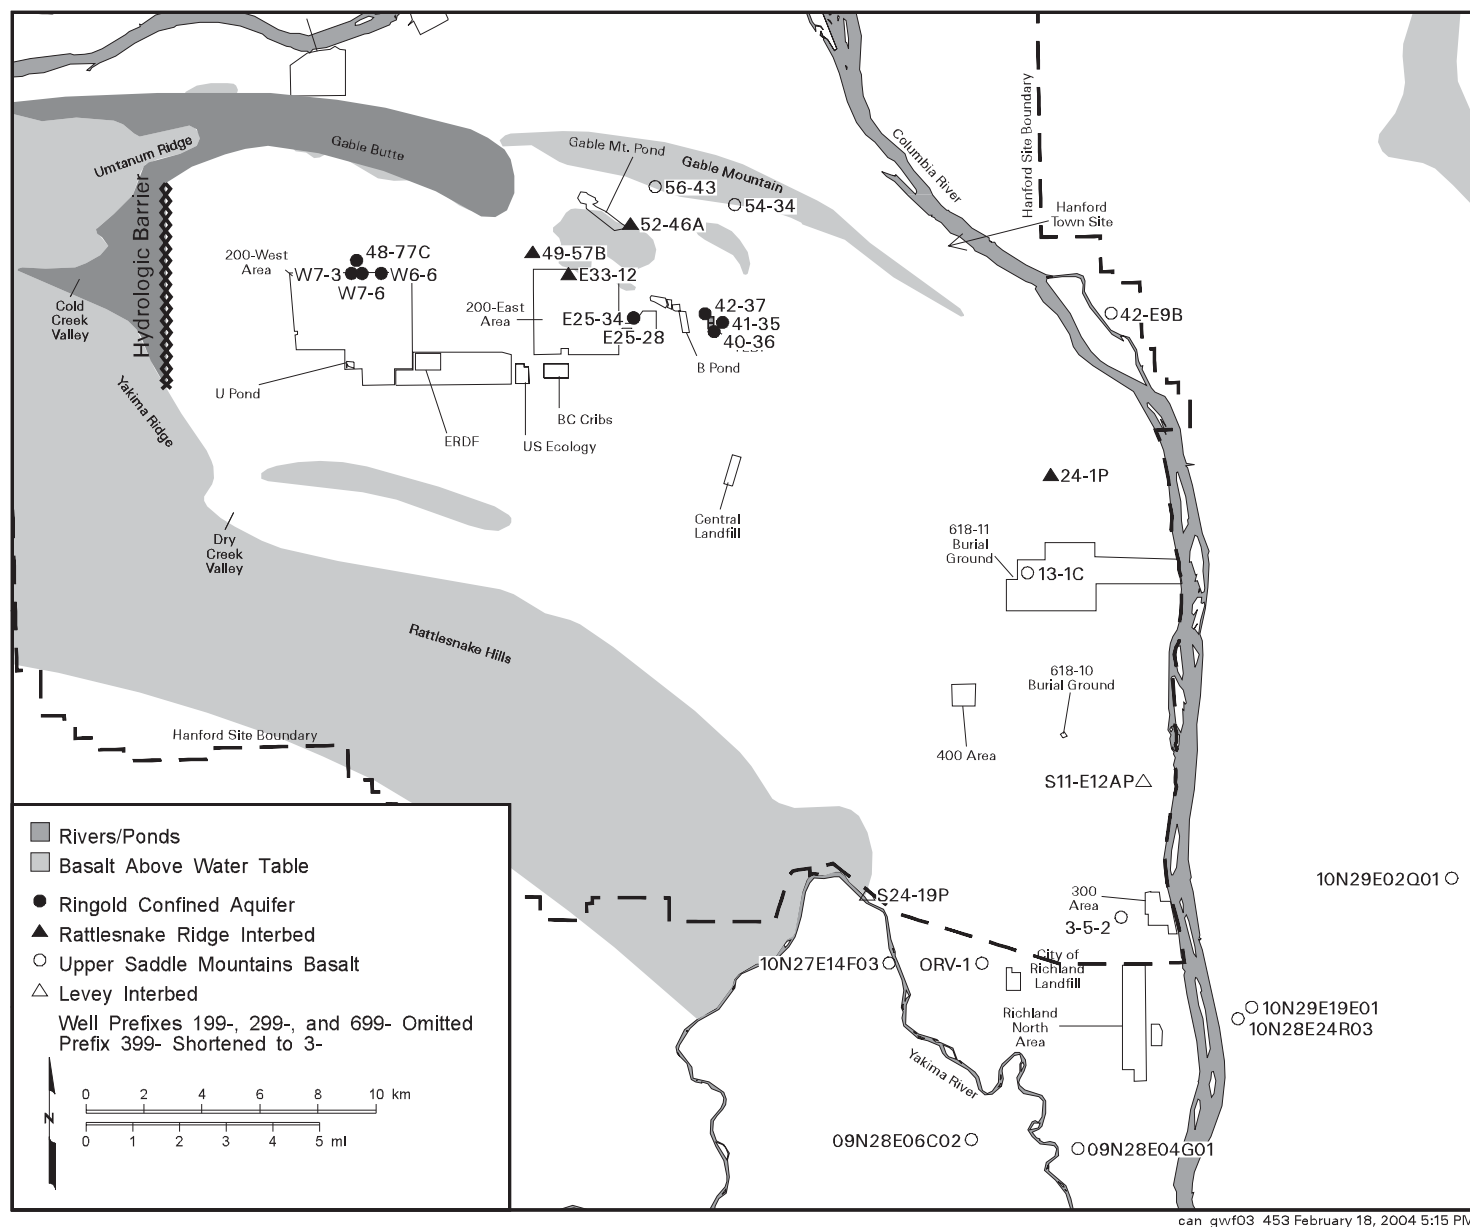 Umtanum Ridge
Gable Butte
Gable Mt. Pond
Gable Mountain
56-43
54-34
Columbia River
Hanford Site Boundary
Hanford
Town Site
Hydrologic Barrier
52-46A
49-57B
E33-12
200-West
Area
48-77C
W7-3
W6-6
W7-6
200-East
Area
E25-34
E25-28
42-37
41-35
40-36
B Pond
42-E9B
Cold
Creek
Valley
Yakima Ridge
U Pond
ERDF
US Ecology
BC Cribs
Central
Landfill
24-1P
Dry
Creek
Valley
618-11
Burial
Ground
13-1C
Rattlesnake Hills
618-10
Burial Ground
400 Area
Hanford Site Boundary
S11-E12AP
S24-19P
300
Area
3-5-2
10N29E02Q01
10N27E14F03
ORV-1
City of
Richland
Landfill
Richland
North
Area
10N29E19E01
10N28E24R03
Yakima River
09N28E06C02
09N28E04G01
Rivers/Ponds
Basalt Above Water Table
Ringold Confined Aquifer
Rattlesnake Ridge Interbed
Upper Saddle Mountains Basalt
Levey Interbed
Well Prefixes 199-, 299-, and 699- Omitted
Prefix 399- Shortened to 3-
N
0 2 4 6 8 10 km
0 1 2 3 4 5 mi
can_gwf03_453 February 18, 2004 5:15 PM